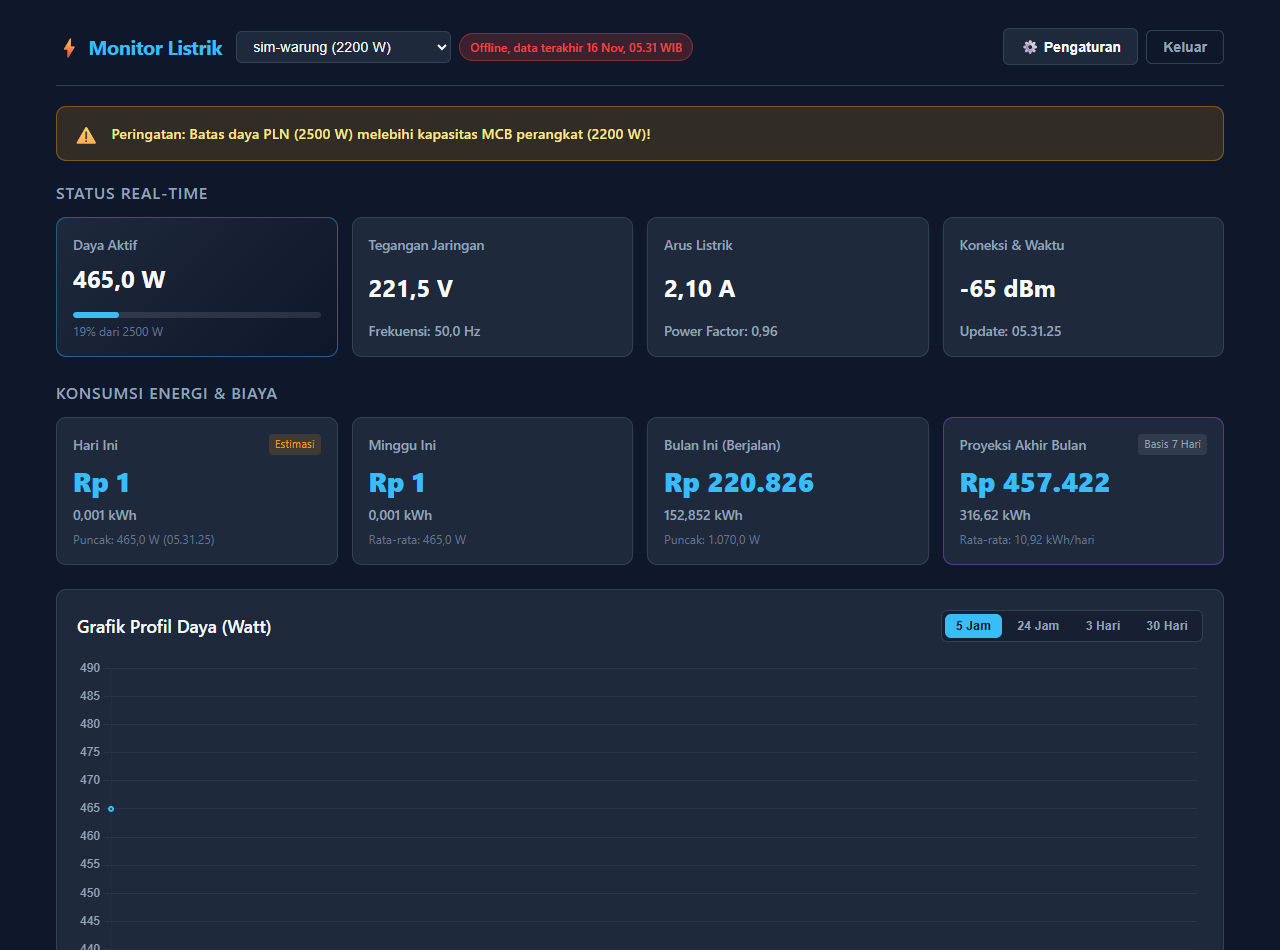 Monitor Listrik
sim-warung (2200 W)
Offline, data terakhir 16 Nov, 05.31 WIB
Pengaturan
Keluar
Peringatan: Batas daya PLN (2500 W) melebihi kapasitas MCB perangkat (2200 W)!
STATUS REAL-TIME
Daya Aktif
465,0 W
19% dari 2500 W
Tegangan Jaringan
221,5 V
Frekuensi: 50,0 Hz
Arus Listrik
2,10 A
Power Factor: 0,96
Koneksi & Waktu
-65 dBm
Update: 05.31.25
KONSUMSI ENERGI & BIAYA
Hari Ini
Estimasi
Rp 1
0,001 kWh
Puncak: 465,0 W (05.31.25)
Minggu Ini
Rp 1
0,001 kWh
Rata-rata: 465,0 W
Bulan Ini (Berjalan)
Rp 220.826
152,852 kWh
Puncak: 1.070,0 W
Proyeksi Akhir Bulan
Basis 7 Hari
Rp 457.422
316,62 kWh
Rata-rata: 10,92 kWh/hari
Grafik Profil Daya (Watt)
5 Jam
24 Jam
3 Hari
30 Hari
490
485
480
475
470
465
460
455
450
445
440